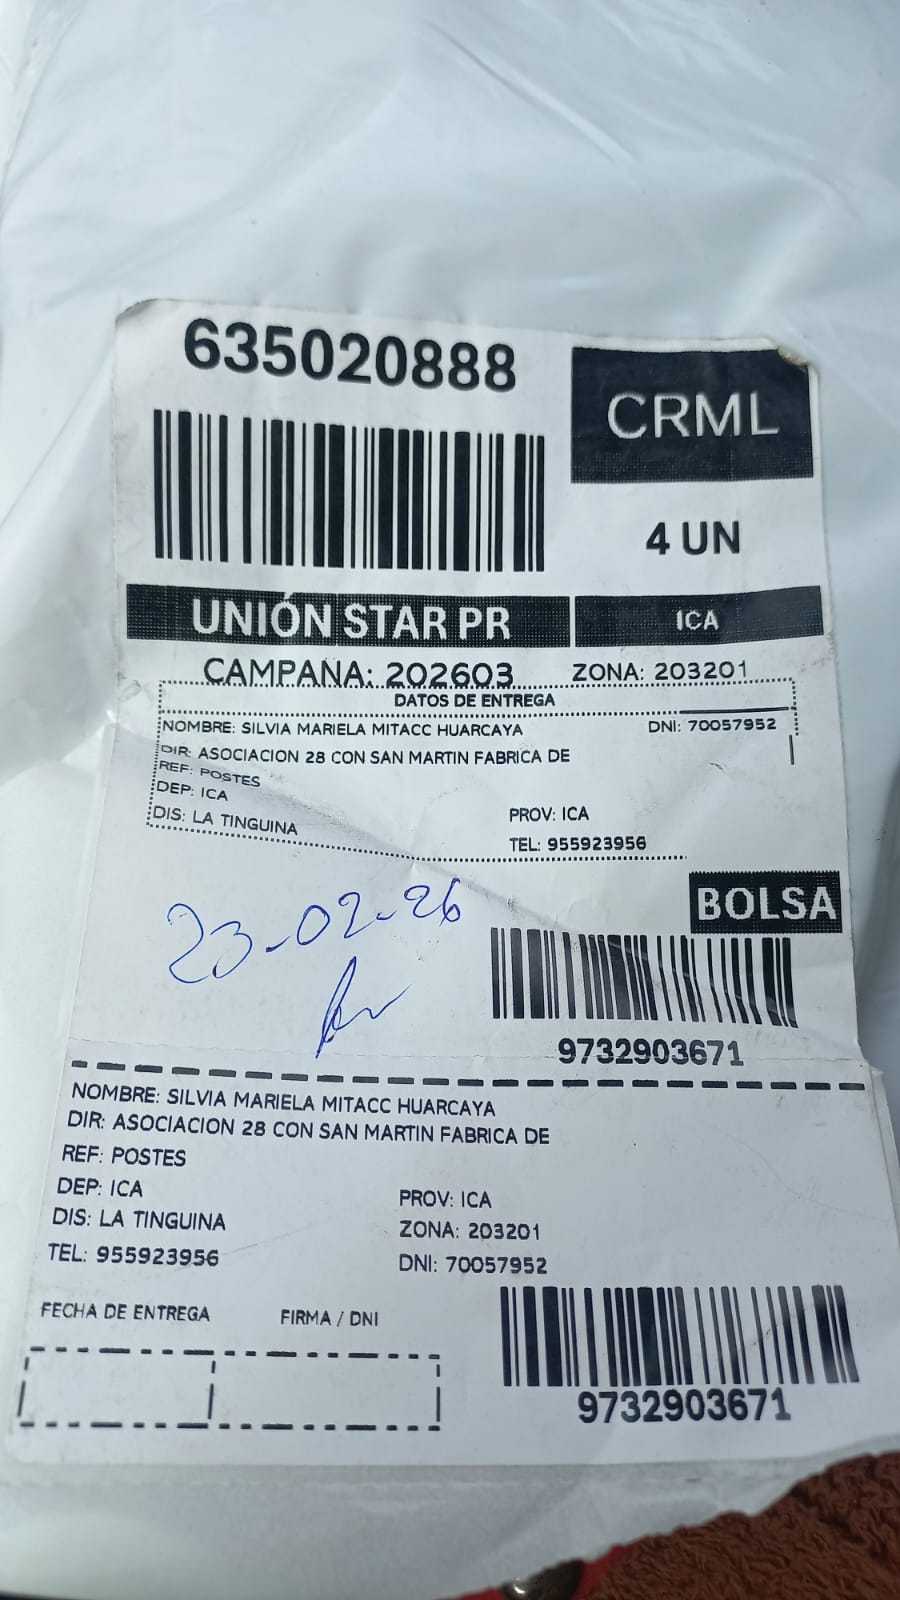 635020888
CRML
4 UN
UNIÓN STAR PR
ICA
CAMPAÑA: 202603
ZONA: 203201
DATOS DE ENTREGA
NOMBRE: SILVIA MARIELA MITACC HUARCAYA DNI: 70057952
DIR: ASOCIACION 28 CON SAN MARTIN FABRICA DE
REF: POSTES
DEP: ICA PROV: ICA
DIS: LA TINGUINA TEL: 955923956
BOLSA
23-02-26
9732903671
NOMBRE: SILVIA MARIELA MITACC HUARCAYA
DIR: ASOCIACION 28 CON SAN MARTIN FABRICA DE
REF: POSTES
DEP: ICA PROV: ICA
DIS: LA TINGUINA ZONA: 203201
TEL: 955923956 DNI: 70057952
FECHA DE ENTREGA FIRMA / DNI
9732903671